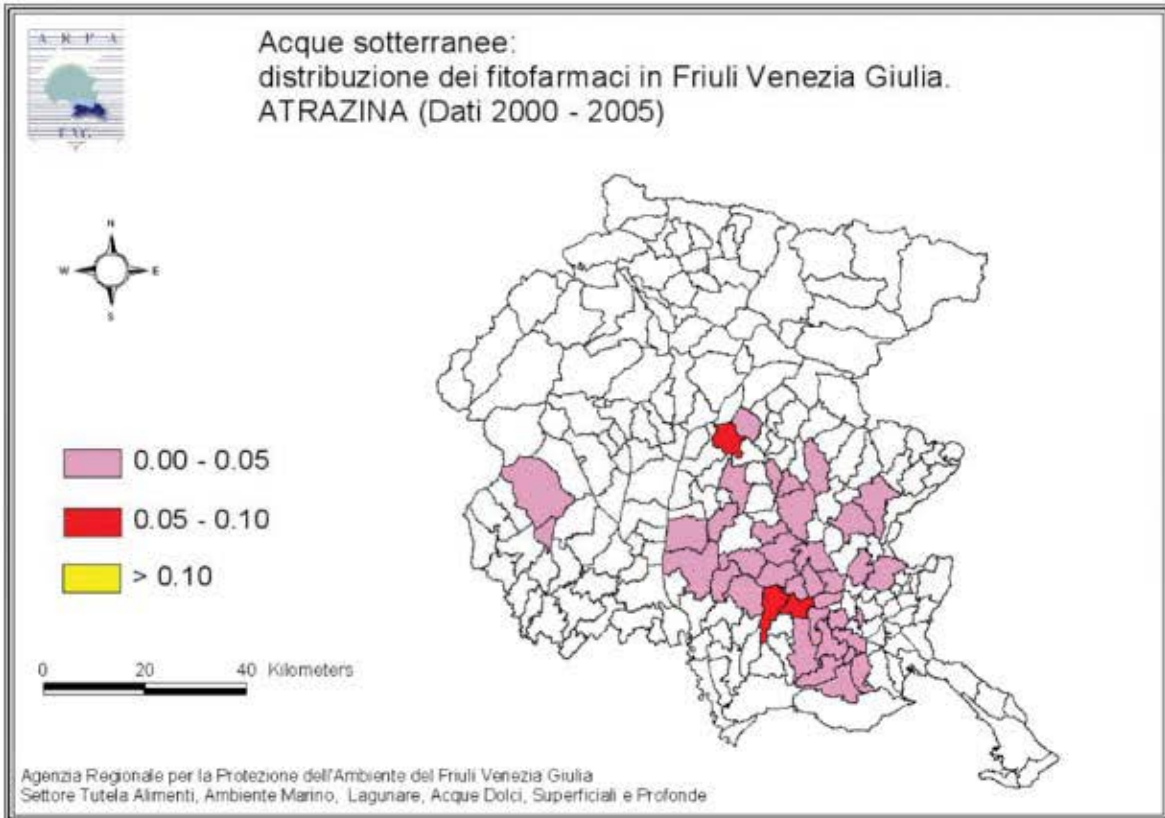 A R P A
F.V.G.
Acque sotterranee:
distribuzione dei fitofarmaci in Friuli Venezia Giulia.
ATRAZINA (Dati 2000 - 2005)
N
W
E
S
0.00 - 0.05
0.05 - 0.10
> 0.10
0 20 40 Kilometers
Agenzia Regionale per la Protezione dell'Ambiente del Friuli Venezia Giulia
Settore Tutela Alimenti, Ambiente Marino, Lagunare, Acque Dolci, Superficiali e Profonde